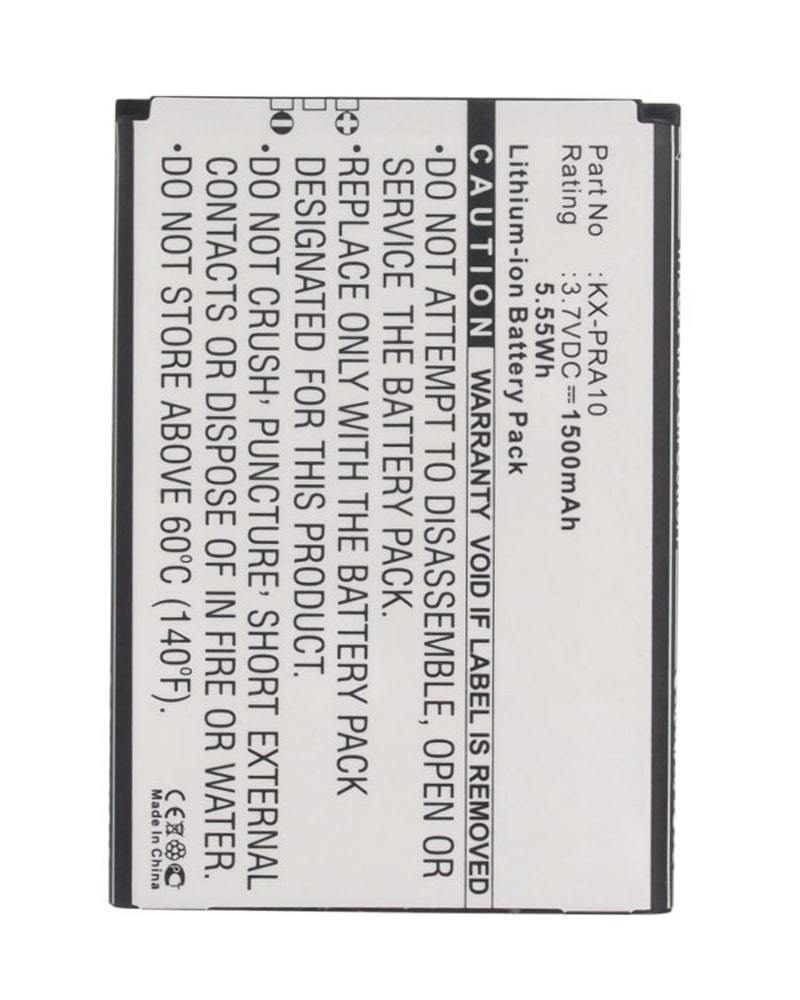 Part No :KX-PRA10
Rating :3.7VDC⎓1500mAh
5.55Wh
Lithium-ion Battery Pack
CAUTION WARRANTY VOID IF LABEL IS REMOVED
•DO NOT ATTEMPT TO DISASSEMBLE, OPEN OR
SERVICE THE BATTERY PACK.
•REPLACE ONLY WITH THE BATTERY PACK
DESIGNATED FOR THIS PRODUCT.
•DO NOT CRUSH, PUNCTURE, SHORT EXTERNAL
CONTACTS OR DISPOSE OF IN FIRE OR WATER.
•DO NOT STORE ABOVE 60°C (140°F).
CE
Made in China